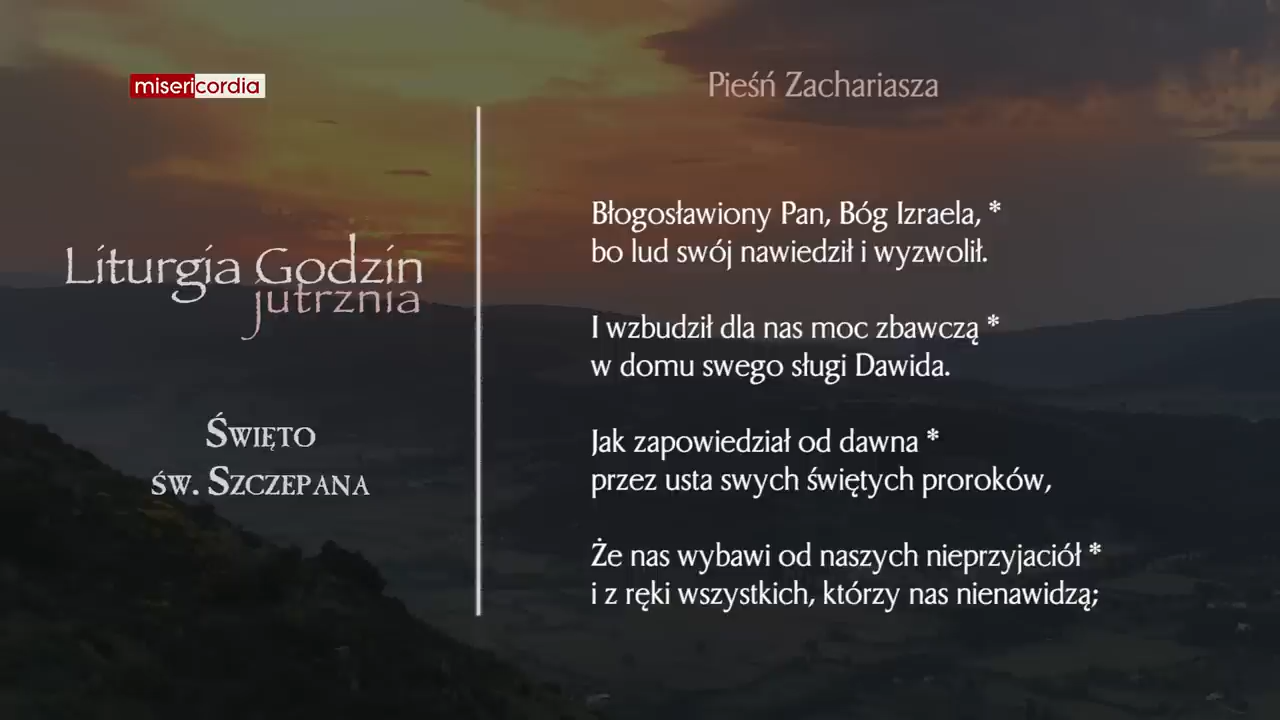 misericordia
Liturgia Godzin
jutrznia
Święto
św. Szczepana
Pieśń Zachariasza
Błogosławiony Pan, Bóg Izraela, *
bo lud swój nawiedził i wyzwolił.
I wzbudził dla nas moc zbawczą *
w domu swego sługi Dawida.
Jak zapowiedział od dawna *
przez usta swych świętych proroków,
Że nas wybawi od naszych nieprzyjaciół *
i z ręki wszystkich, którzy nas nienawidzą;